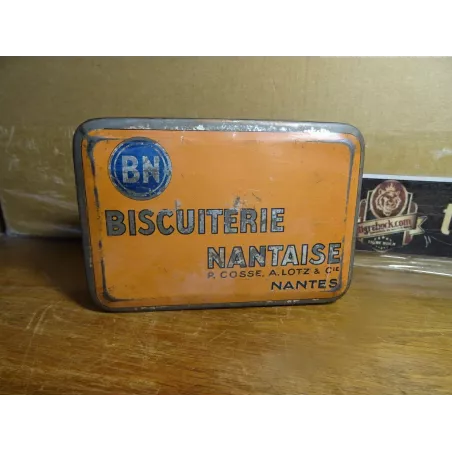 BN
BISCUITERIE
NANTAISE
P. COSSE, A. LOTZ & CIE
NANTES